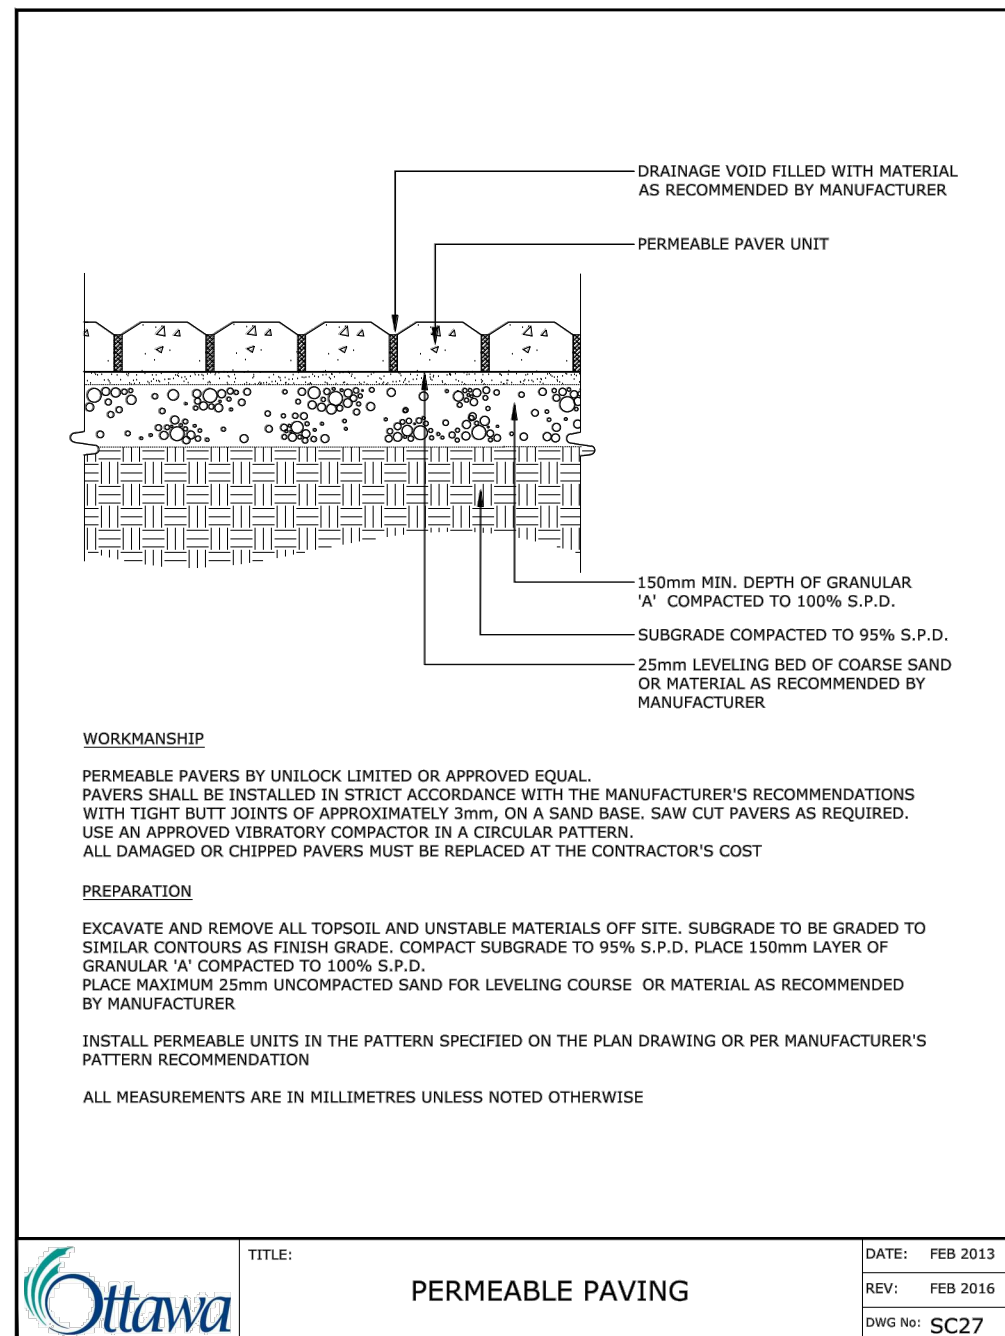 DRAINAGE VOID FILLED WITH MATERIAL
AS RECOMMENDED BY MANUFACTURER
PERMEABLE PAVER UNIT
150mm MIN. DEPTH OF GRANULAR
'A' COMPACTED TO 100% S.P.D.
SUBGRADE COMPACTED TO 95% S.P.D.
25mm LEVELING BED OF COARSE SAND
OR MATERIAL AS RECOMMENDED BY
MANUFACTURER
WORKMANSHIP
PERMEABLE PAVERS BY UNILOCK LIMITED OR APPROVED EQUAL.
PAVERS SHALL BE INSTALLED IN STRICT ACCORDANCE WITH THE MANUFACTURER'S RECOMMENDATIONS
WITH TIGHT BUTT JOINTS OF APPROXIMATELY 3mm, ON A SAND BASE. SAW CUT PAVERS AS REQUIRED.
USE AN APPROVED VIBRATORY COMPACTOR IN A CIRCULAR PATTERN.
ALL DAMAGED OR CHIPPED PAVERS MUST BE REPLACED AT THE CONTRACTOR'S COST
PREPARATION
EXCAVATE AND REMOVE ALL TOPSOIL AND UNSTABLE MATERIALS OFF SITE. SUBGRADE TO BE GRADED TO
SIMILAR CONTOURS AS FINISH GRADE. COMPACT SUBGRADE TO 95% S.P.D. PLACE 150mm LAYER OF
GRANULAR 'A' COMPACTED TO 100% S.P.D.
PLACE MAXIMUM 25mm UNCOMPACTED SAND FOR LEVELING COURSE OR MATERIAL AS RECOMMENDED
BY MANUFACTURER
INSTALL PERMEABLE UNITS IN THE PATTERN SPECIFIED ON THE PLAN DRAWING OR PER MANUFACTURER'S
PATTERN RECOMMENDATION
ALL MEASUREMENTS ARE IN MILLIMETRES UNLESS NOTED OTHERWISE
Ottawa
TITLE:
PERMEABLE PAVING
DATE: FEB 2013
REV: FEB 2016
DWG No: SC27